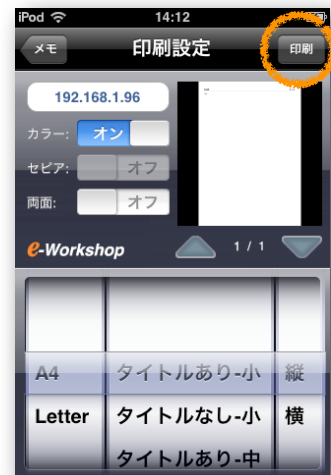 iPod 14:12
メモ 印刷設定 印刷
192.168.1.96
カラー: オン
セピア: オフ
両面: オフ
e-Workshop 1 / 1
A4 タイトルあり-小 縦
Letter タイトルなし-小 横
タイトルあり-中